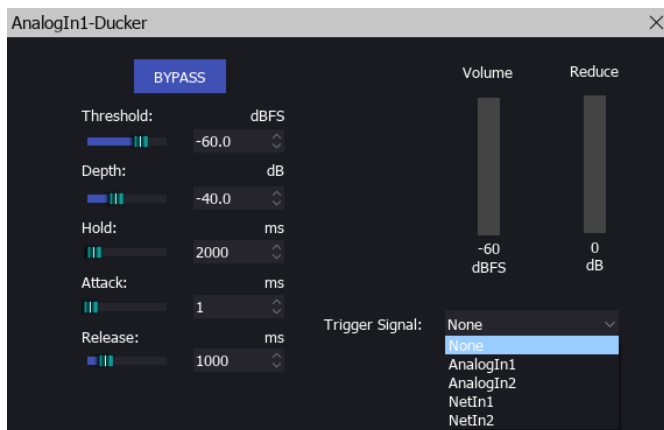 AnalogIn1-Ducker
BYPASS
Threshold: dBFS
-60.0
Depth: dB
-40.0
Hold: ms
2000
Attack: ms
1
Release: ms
1000
Volume Reduce
-60 0
dBFS dB
Trigger Signal: None
None
AnalogIn1
AnalogIn2
NetIn1
NetIn2